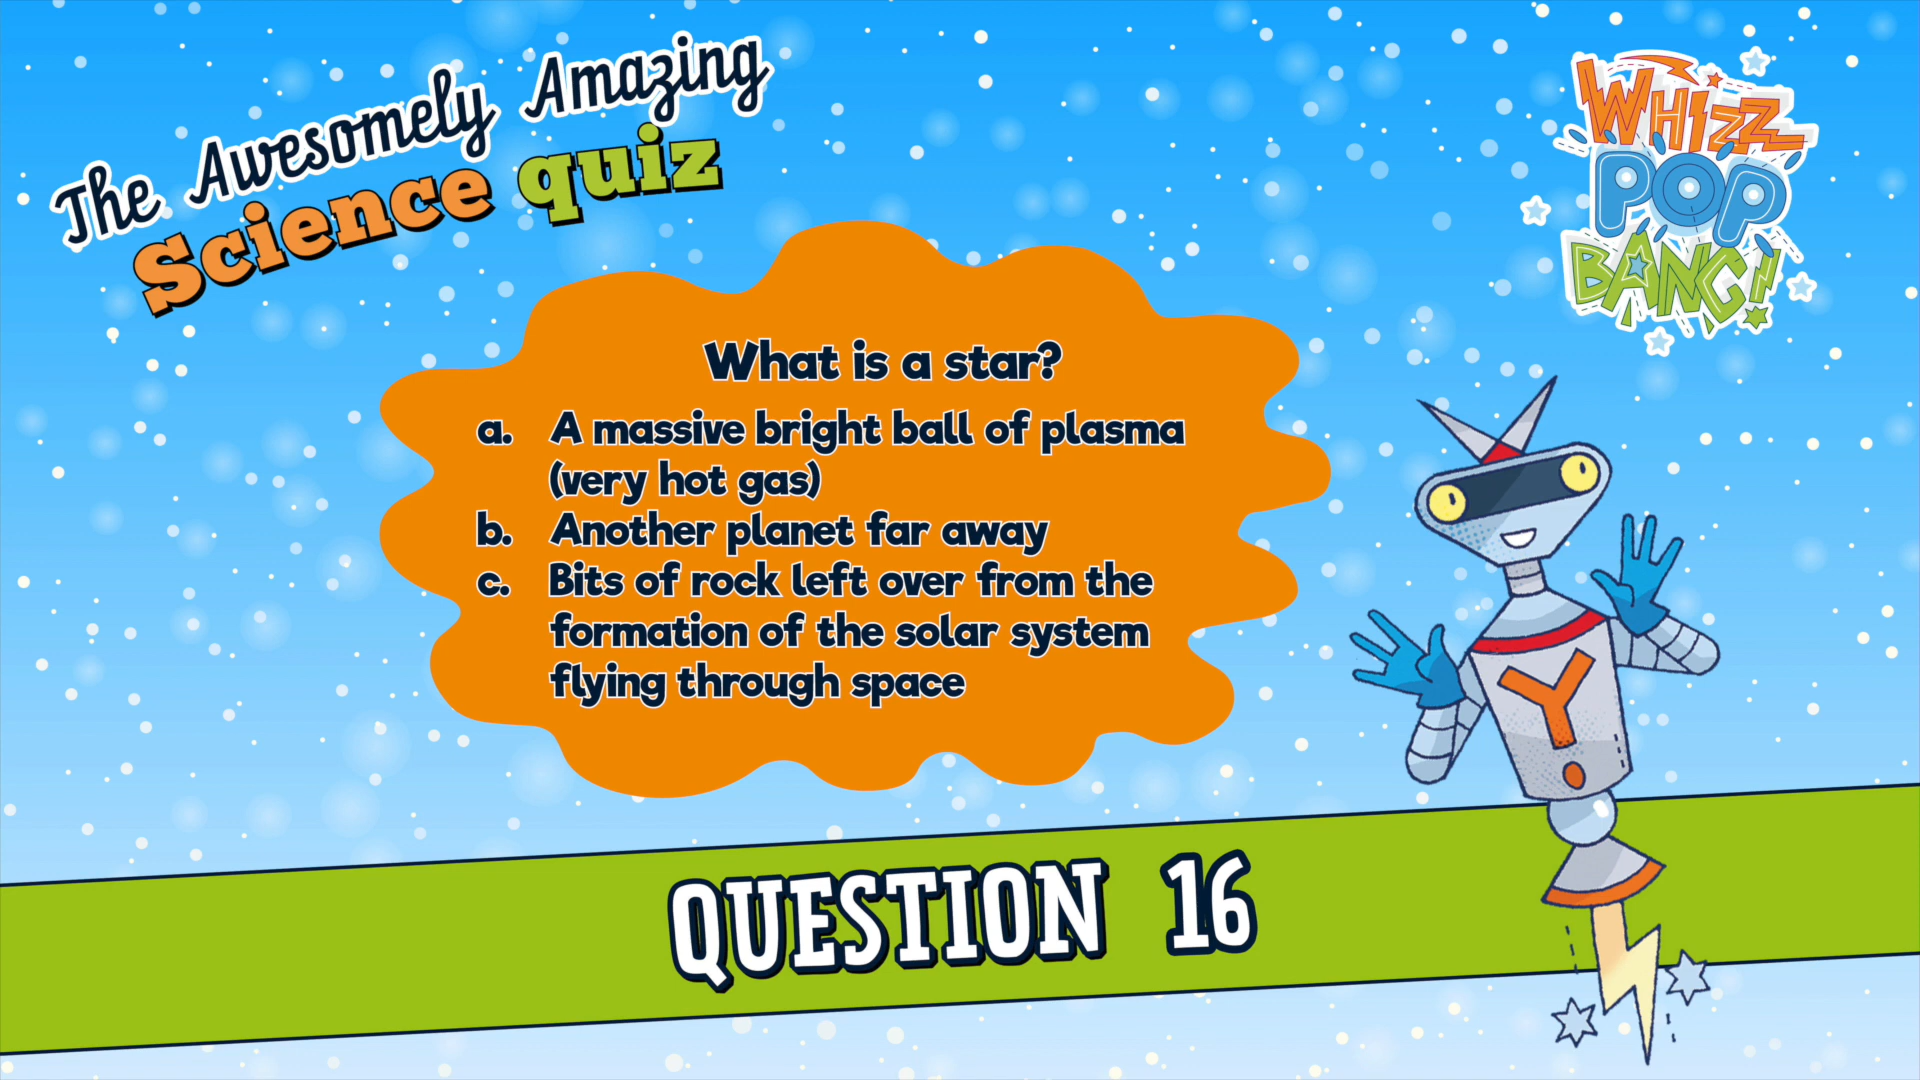 The Awesomely Amazing
Science quiz
WHIZZ
POP
BANG!
What is a star?
a. A massive bright ball of plasma
(very hot gas)
b. Another planet far away
c. Bits of rock left over from the
formation of the solar system
flying through space
Y
QUESTION 16